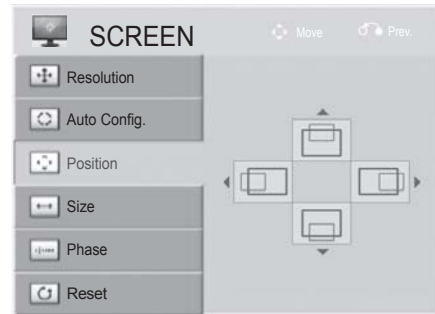 SCREEN Move Prev.
Resolution
Auto Config.
Position
Size
Phase
Reset